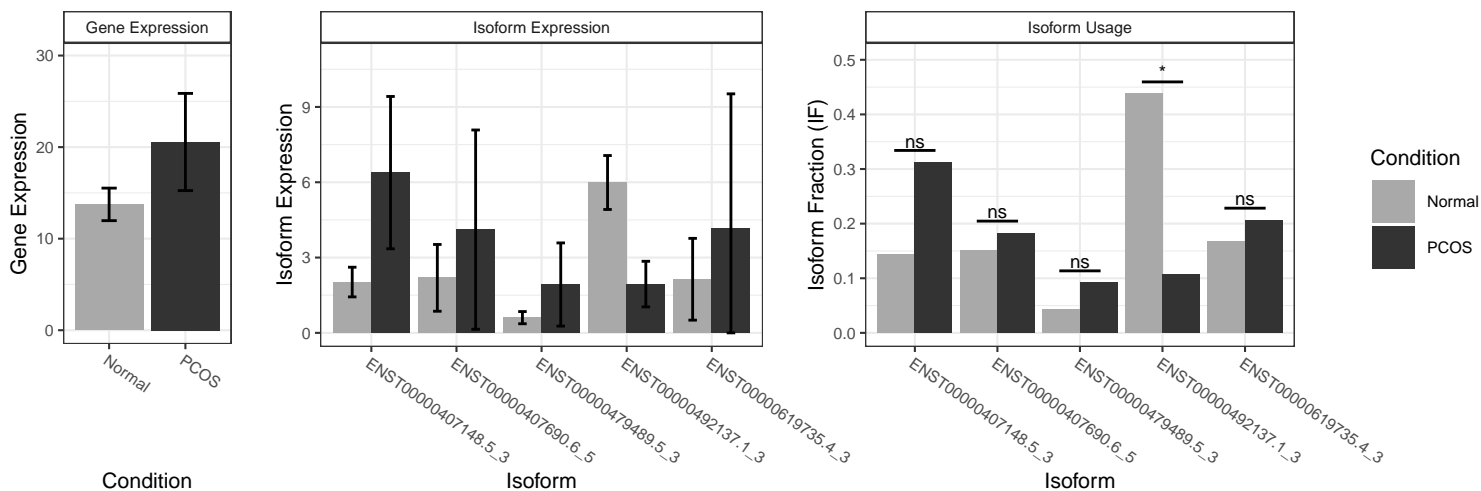 Gene Expression
Gene Expression
30
20
10
0
Normal
PCOS
Condition
Isoform Expression
Isoform Expression
9
6
3
0
ENST00000407148.5_3
ENST00000407690.6_5
ENST00000479489.5_3
ENST00000492137.1_3
ENST00000619735.4_3
Isoform
Isoform Usage
Isoform Fraction (IF)
0.5
0.4
0.3
0.2
0.1
0.0
ns
ns
ns
*
ns
ENST00000407148.5_3
ENST00000407690.6_5
ENST00000479489.5_3
ENST00000492137.1_3
ENST00000619735.4_3
Isoform
Condition
Normal
PCOS